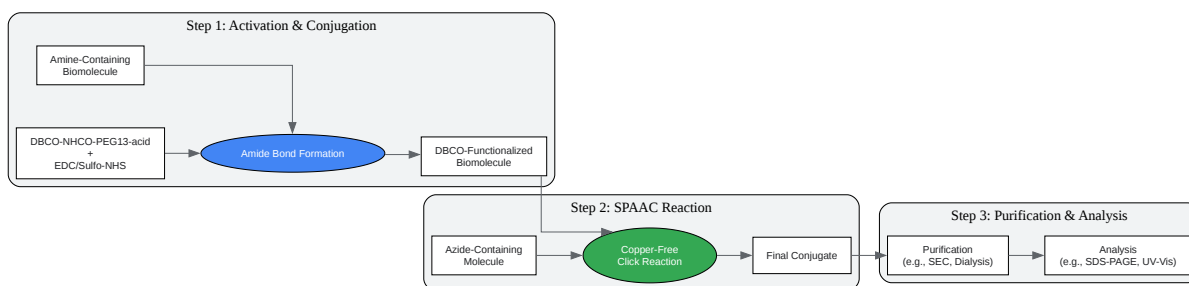 Step 1: Activation & Conjugation
Amine-Containing
Biomolecule
DBCO-NHCO-PEG13-acid
+
EDC/Sulfo-NHS
Amide Bond Formation
DBCO-Functionalized
Biomolecule
Step 2: SPAAC Reaction
Azide-Containing
Molecule
Copper-Free
Click Reaction
Final Conjugate
Step 3: Purification & Analysis
Purification
(e.g., SEC, Dialysis)
Analysis
(e.g., SDS-PAGE, UV-Vis)